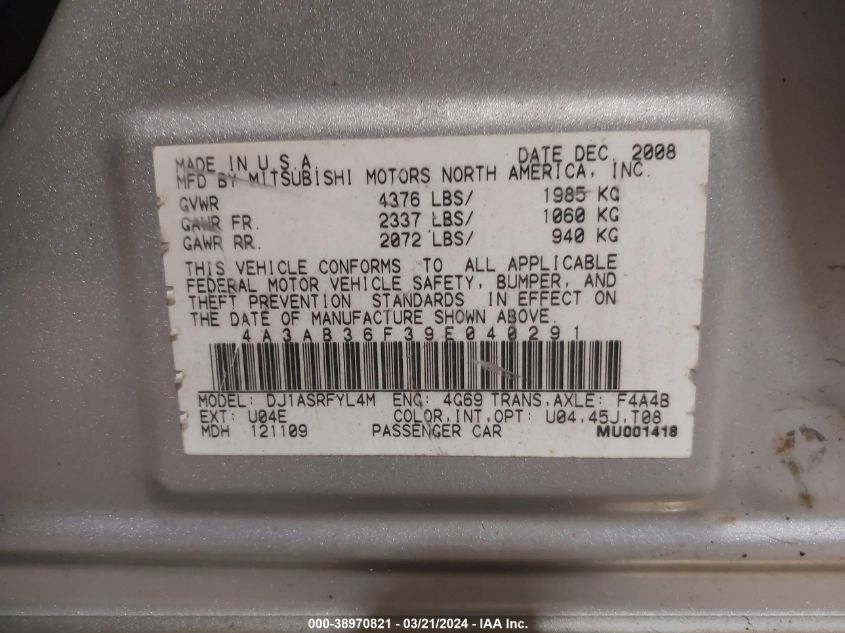 MADE IN U.S.A. DATE DEC. 2008
MFD BY MITSUBISHI MOTORS NORTH AMERICA, INC.
GVWR 4376 LBS/ 1985 KG
GAWR FR. 2337 LBS/ 1060 KG
GAWR RR. 2072 LBS/ 940 KG
THIS VEHICLE CONFORMS TO ALL APPLICABLE
FEDERAL MOTOR VEHICLE SAFETY, BUMPER, AND
THEFT PREVENTION STANDARDS IN EFFECT ON
THE DATE OF MANUFACTURE SHOWN ABOVE.
4A3AB36F39E040291
MODEL: DJ1ASRFYL4M ENG: 4G69 TRANS,AXLE: F4A4B
EXT: U04E COLOR,INT,OPT: U04,45J,T08
MDH 121109 PASSENGER CAR MU001418
000-38970821 - 03/21/2024 - IAA Inc.